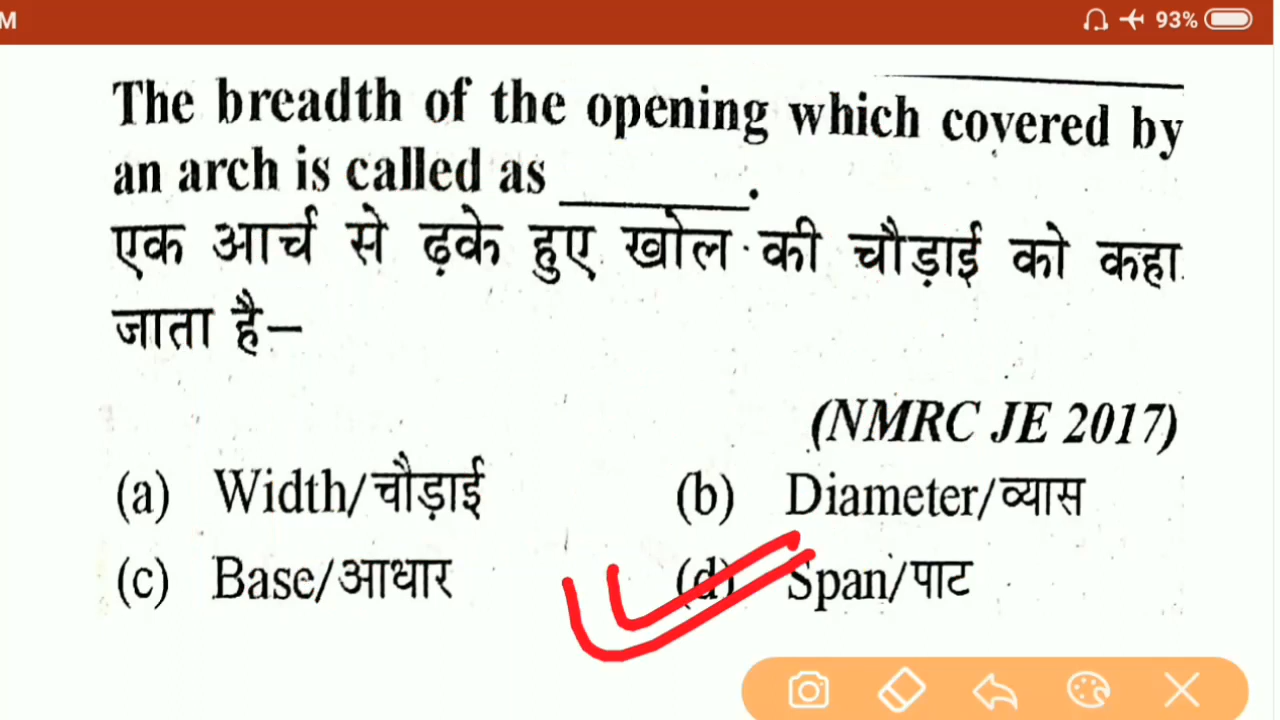 M 93%
The breadth of the opening which covered by
an arch is called as ________.
एक आर्च से ढ़के हुए खोल की चौड़ाई को कहा
जाता है–
(NMRC JE 2017)
(a) Width/चौड़ाई (b) Diameter/व्यास
(c) Base/आधार (d) Span/पाट